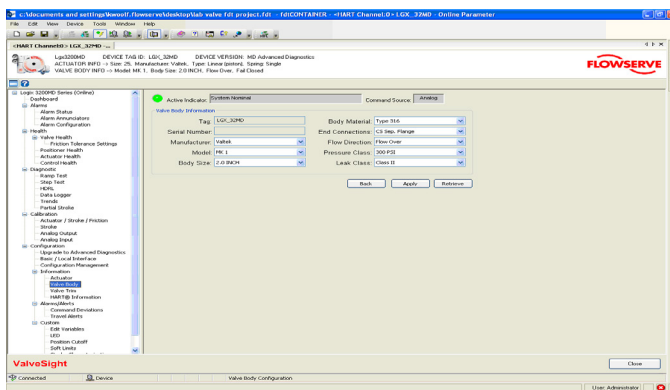 c:\documents and settings\kwoolf.flowserve\desktop\lab valve fdt project.fdt - fdtCONTAINER - <HART Channel:0> LGX_32MD - Online Parameter
File Edit View Device Tools Window Help
<HART Channel:0> LGX_32MD -...
Lgx3200MD DEVICE TAG ID: LGX_32MD DEVICE VERSION: MD Advanced Diagnostics
ACTUATOR INFO -> Size: 25, Manufacturer: Valtek, Type: Linear (piston), Spring: Single
VALVE BODY INFO -> Model: MK 1, Body Size: 2.0 INCH, Flow Over, Fail Closed
FLOWSERVE
Logix 3200MD Series (Online)
Dashboard
Alarms
Alarm Status
Alarm Annunciators
Alarm Configuration
Health
Valve Health
Friction Tolerance Settings
Positioner Health
Actuator Health
Control Health
Diagnostic
Ramp Test
Step Test
HDRL
Data Logger
Trends
Partial Stroke
Calibration
Actuator / Stroke / Friction
Stroke
Analog Output
Analog Input
Configuration
Upgrade to Advanced Diagnostics
Basic / Local Interface
Configuration Management
Information
Actuator
Valve Body
Valve Trim
HART® Information
Alarms/Alerts
Command Deviations
Travel Alerts
Custom
Edit Variables
LED
Position Cutoff
Soft Limits
Active Indicator: System Nominal Command Source: Analog
Valve Body Information
Tag LGX_32MD Body Material: Type 316
Serial Number End Connections: CS Sep. Flange
Manufacturer Valtek Flow Direction: Flow Over
Model MK 1 Pressure Class: 300 PSI
Body Size 2.0 INCH Leak Class: Class II
Back Apply Retrieve
ValveSight Close
Connected Device Valve Body Configuration
User: Administrator